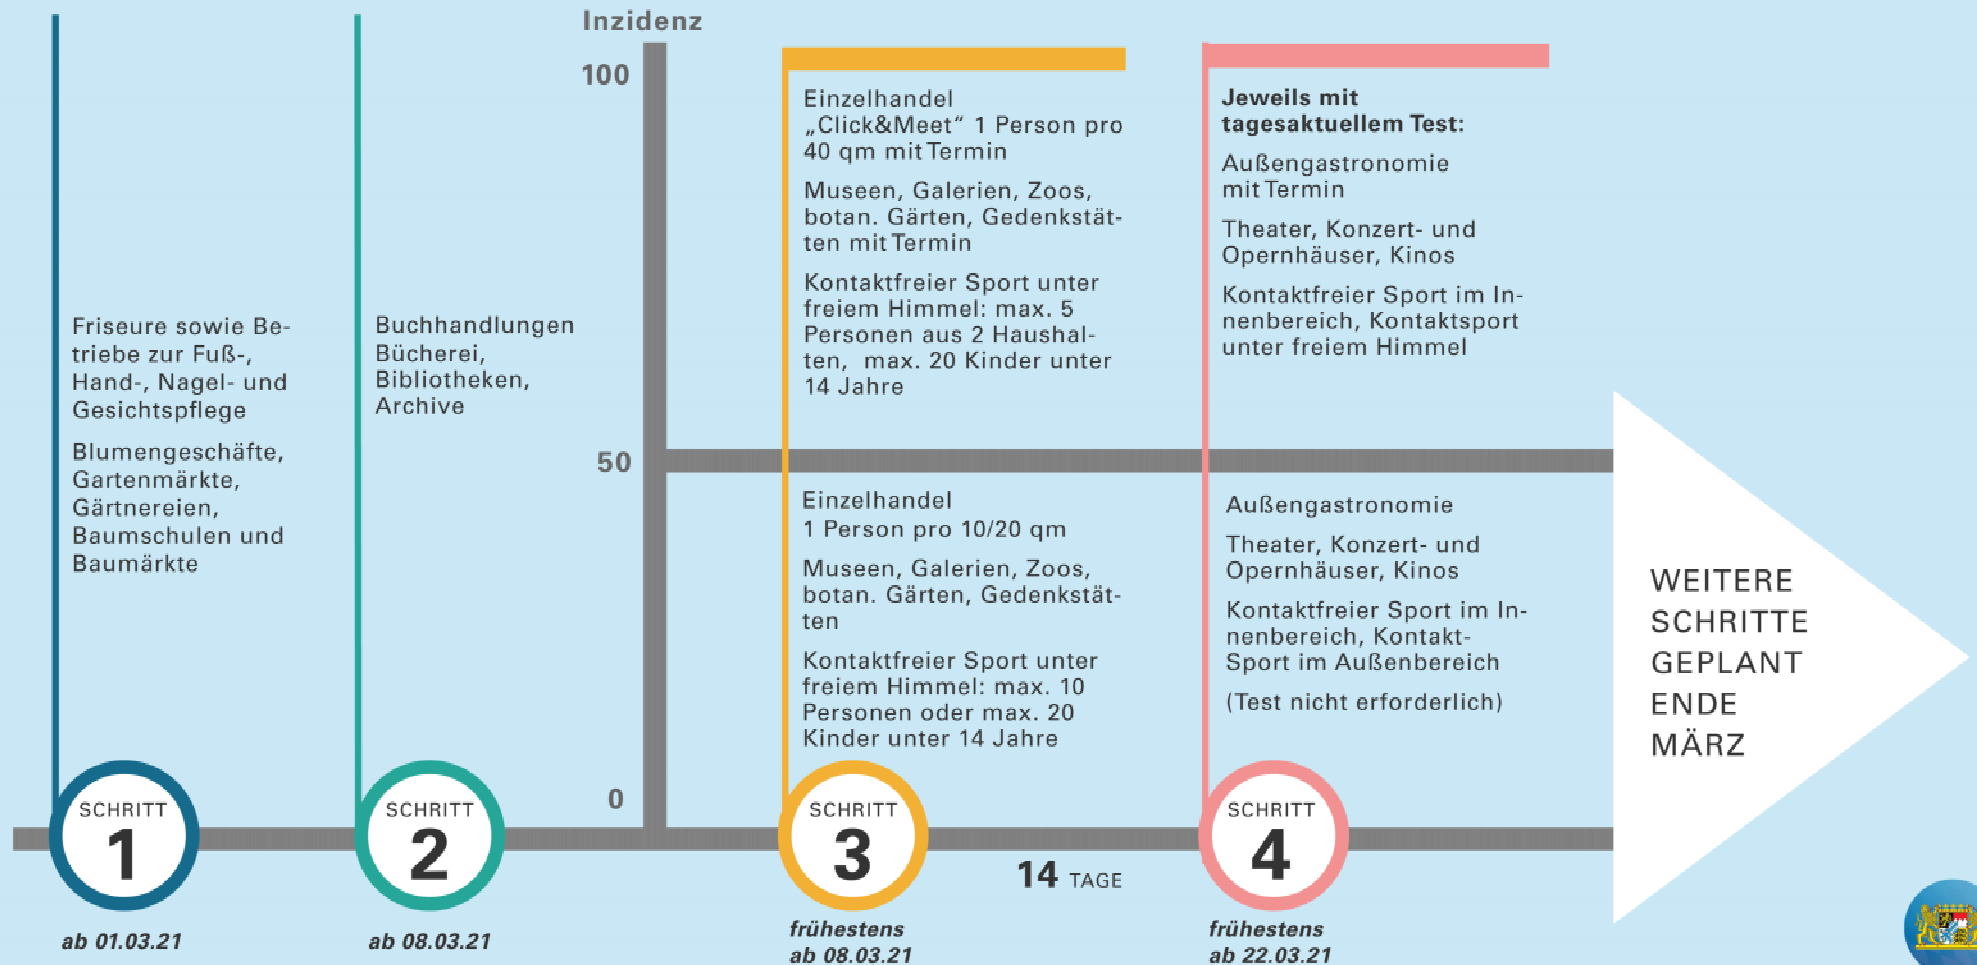 Friseure sowie Be-
triebe zur Fuß-,
Hand-, Nagel- und
Gesichtspflege
Blumengeschäfte,
Gartenmärkte,
Gärtnereien,
Baumschulen und
Baumärkte
SCHRITT
1
ab 01.03.21
Buchhandlungen
Bücherei,
Bibliotheken,
Archive
SCHRITT
2
ab 08.03.21
Inzidenz
100
50
0
Einzelhandel
„Click&Meet“ 1 Person pro
40 qm mit Termin
Museen, Galerien, Zoos,
botan. Gärten, Gedenkstät-
ten mit Termin
Kontaktfreier Sport unter
freiem Himmel: max. 5
Personen aus 2 Haushal-
ten, max. 20 Kinder unter
14 Jahre
Einzelhandel
1 Person pro 10/20 qm
Museen, Galerien, Zoos,
botan. Gärten, Gedenkstät-
ten
Kontaktfreier Sport unter
freiem Himmel: max. 10
Personen oder max. 20
Kinder unter 14 Jahre
SCHRITT
3
frühestens
ab 08.03.21
14 TAGE
Jeweils mit
tagesaktuellem Test:
Außengastronomie
mit Termin
Theater, Konzert- und
Opernhäuser, Kinos
Kontaktfreier Sport im In-
nenbereich, Kontaktsport
unter freiem Himmel
Außengastronomie
Theater, Konzert- und
Opernhäuser, Kinos
Kontaktfreier Sport im In-
nenbereich, Kontakt-
Sport im Außenbereich
(Test nicht erforderlich)
SCHRITT
4
frühestens
ab 22.03.21
WEITERE
SCHRITTE
GEPLANT
ENDE
MÄRZ